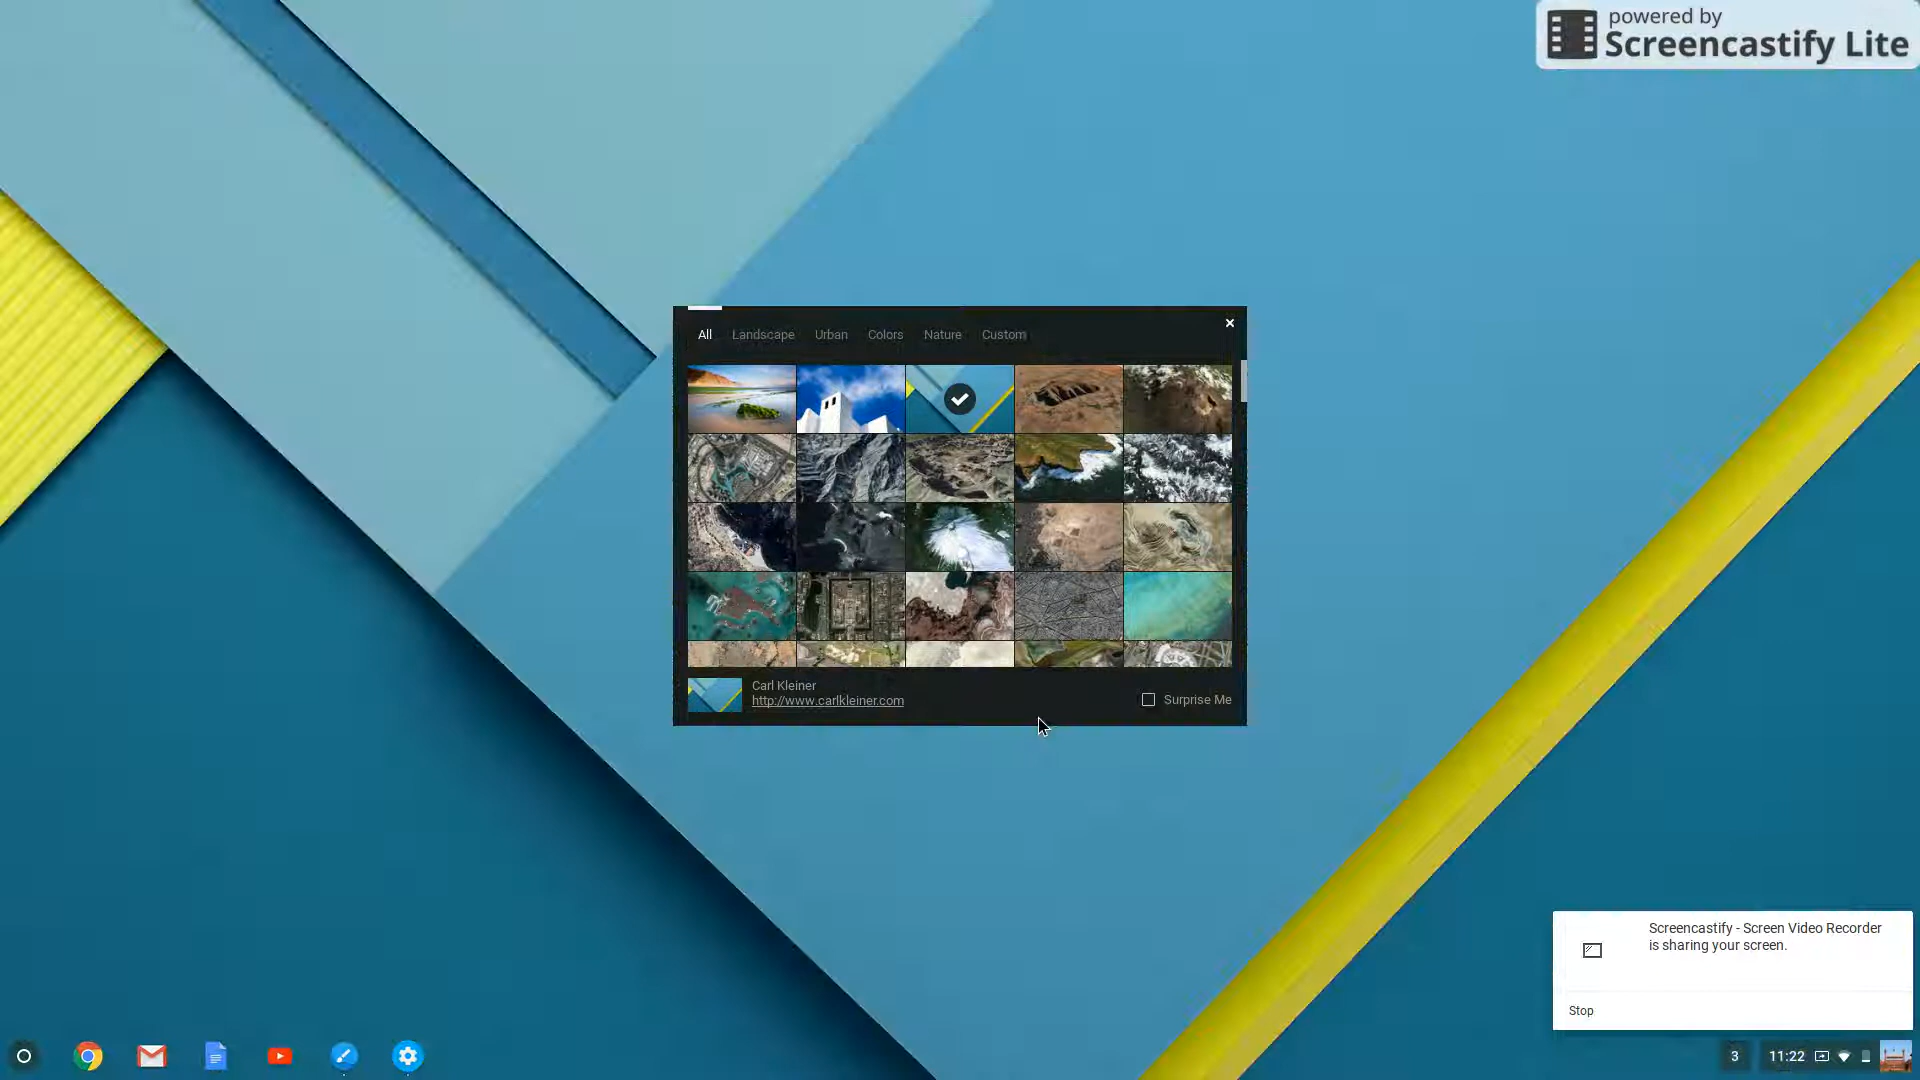 powered by
Screencastify Lite
All Landscape Urban Colors Nature Custom
Carl Kleiner
http://www.carlkleiner.com
Surprise Me
Screencastify - Screen Video Recorder
is sharing your screen.
Stop
3 11:22